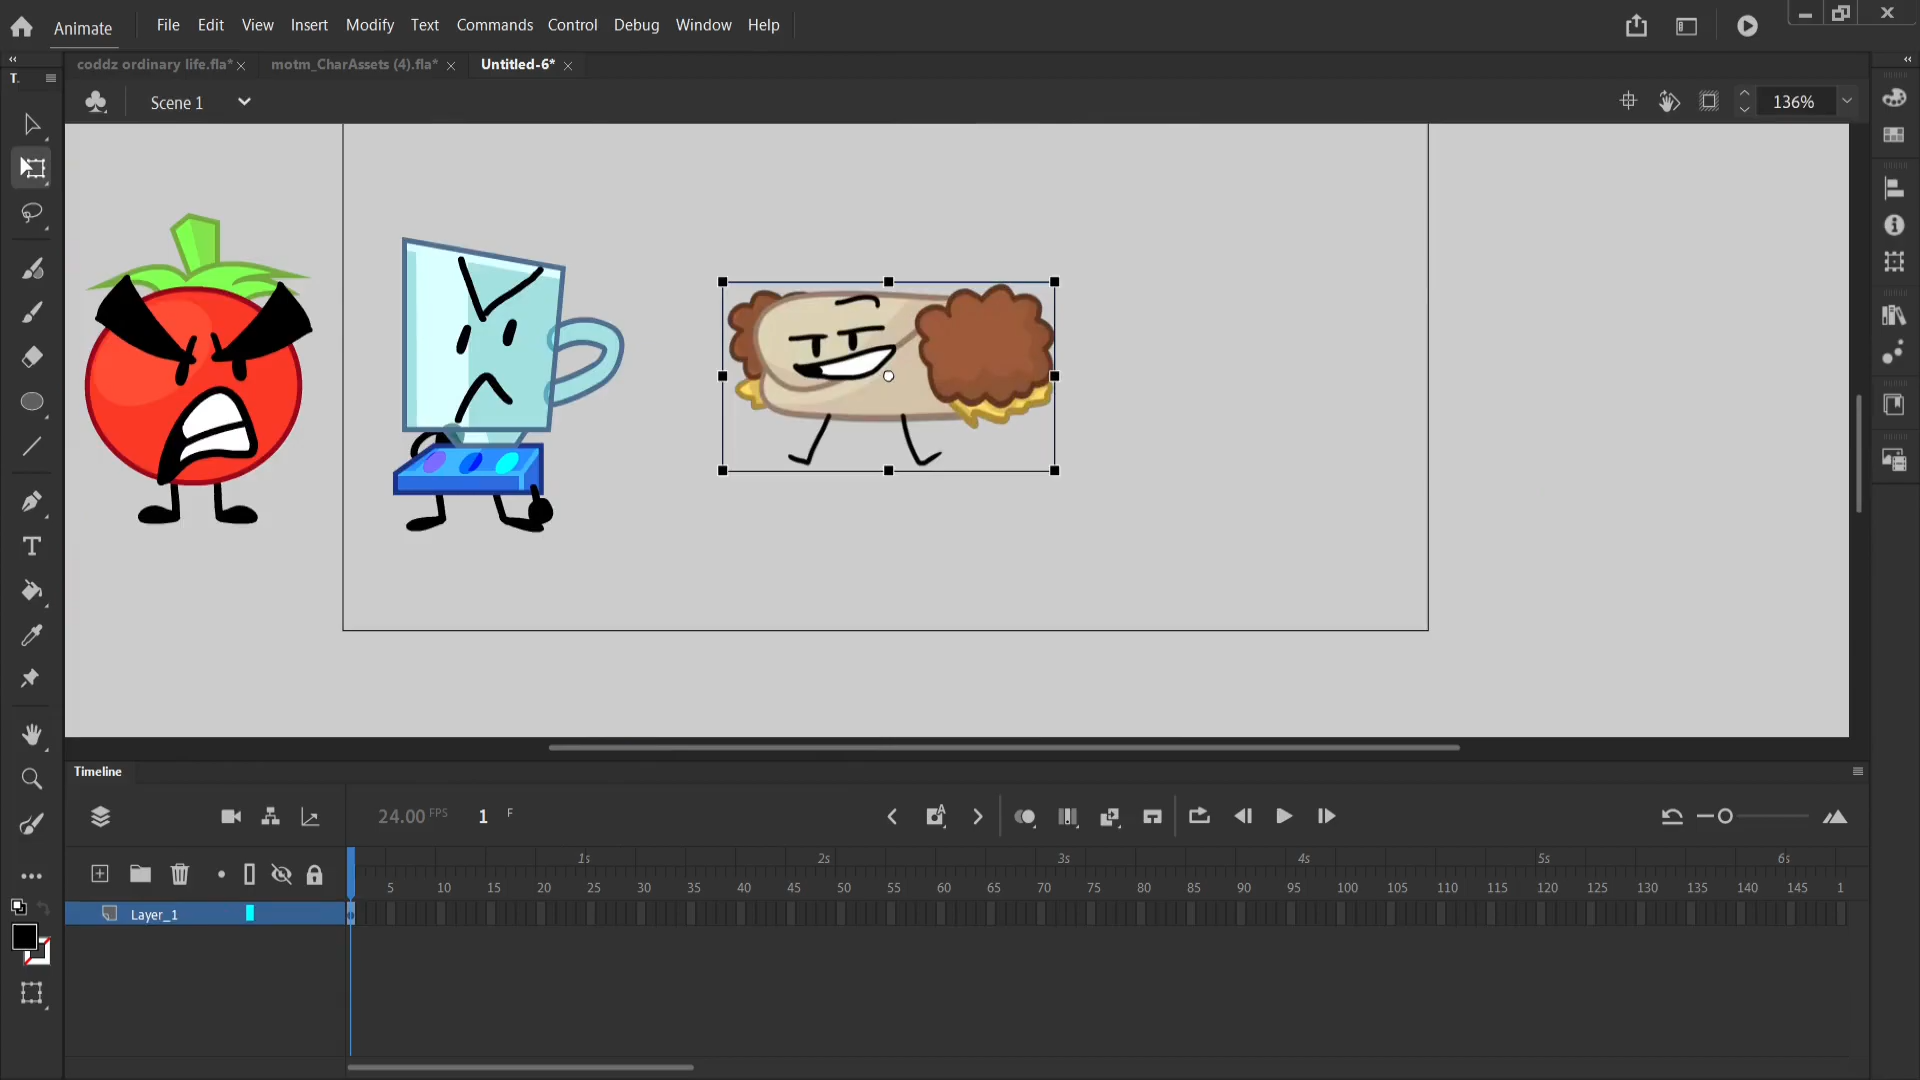 Animate File Edit View Insert Modify Text Commands Control Debug Window Help
coddz ordinary life.fla* motm_CharAssets (4).fla* Untitled-6*
T.
Scene 1 136%
Timeline
24.00 FPS 1 F
1s 2s 3s 4s 5s 6s
5 10 15 20 25 30 35 40 45 50 55 60 65 70 75 80 85 90 95 100 105 110 115 120 125 130 135 140 145 1
Layer_1